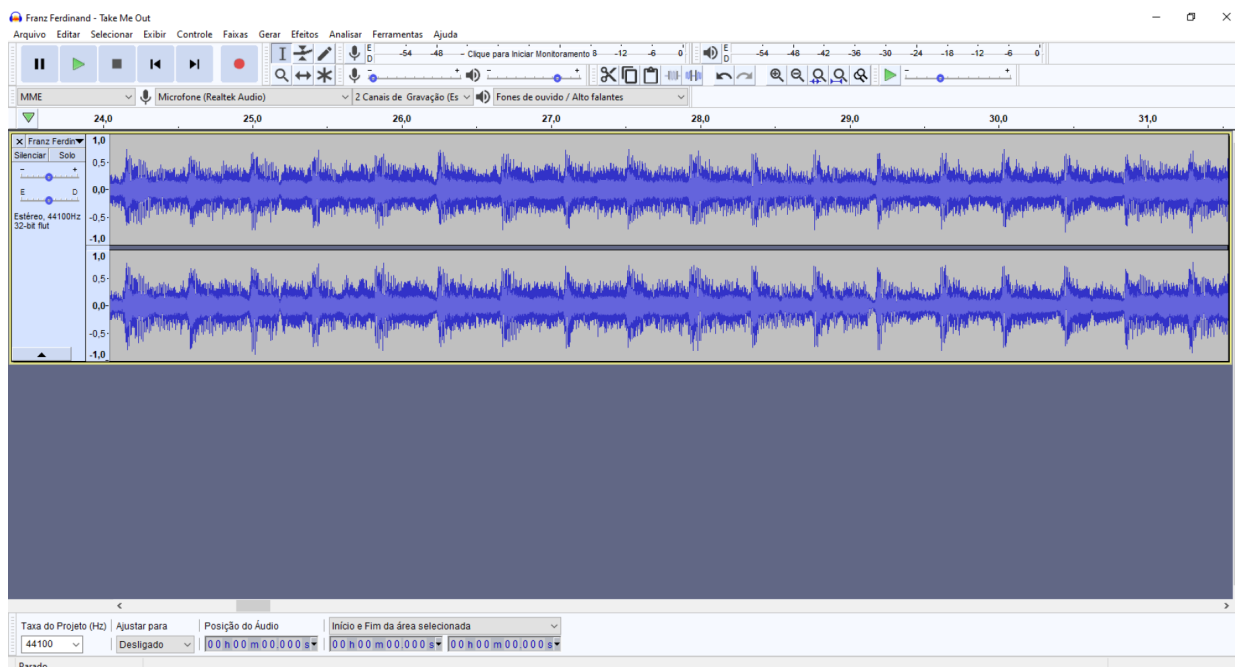 Franz Ferdinand - Take Me Out
Arquivo Editar Selecionar Exibir Controle Faixas Gerar Efeitos Analisar Ferramentas Ajuda
E D -54 -48 - Clique para Iniciar Monitoramento 8 -12 -6 0 E D -54 -48 -42 -36 -30 -24 -18 -12 -6 0
MME Microfone (Realtek Audio) 2 Canais de Gravação (Es Fones de ouvido / Alto falantes
24,0 25,0 26,0 27,0 28,0 29,0 30,0 31,0
X Franz Ferdin 1,0
Silenciar Solo 0,5
- + 0,0
E D
Estéreo, 44100Hz -0,5
32-bit flut
-1,0
1,0
0,5
0,0
-0,5
-1,0
Taxa do Projeto (Hz) Ajustar para Posição do Áudio Início e Fim da área selecionada
44100 Desligado 00 h 00 m 00,000 s 00 h 00 m 00,000 s 00 h 00 m 00,000 s
Parado